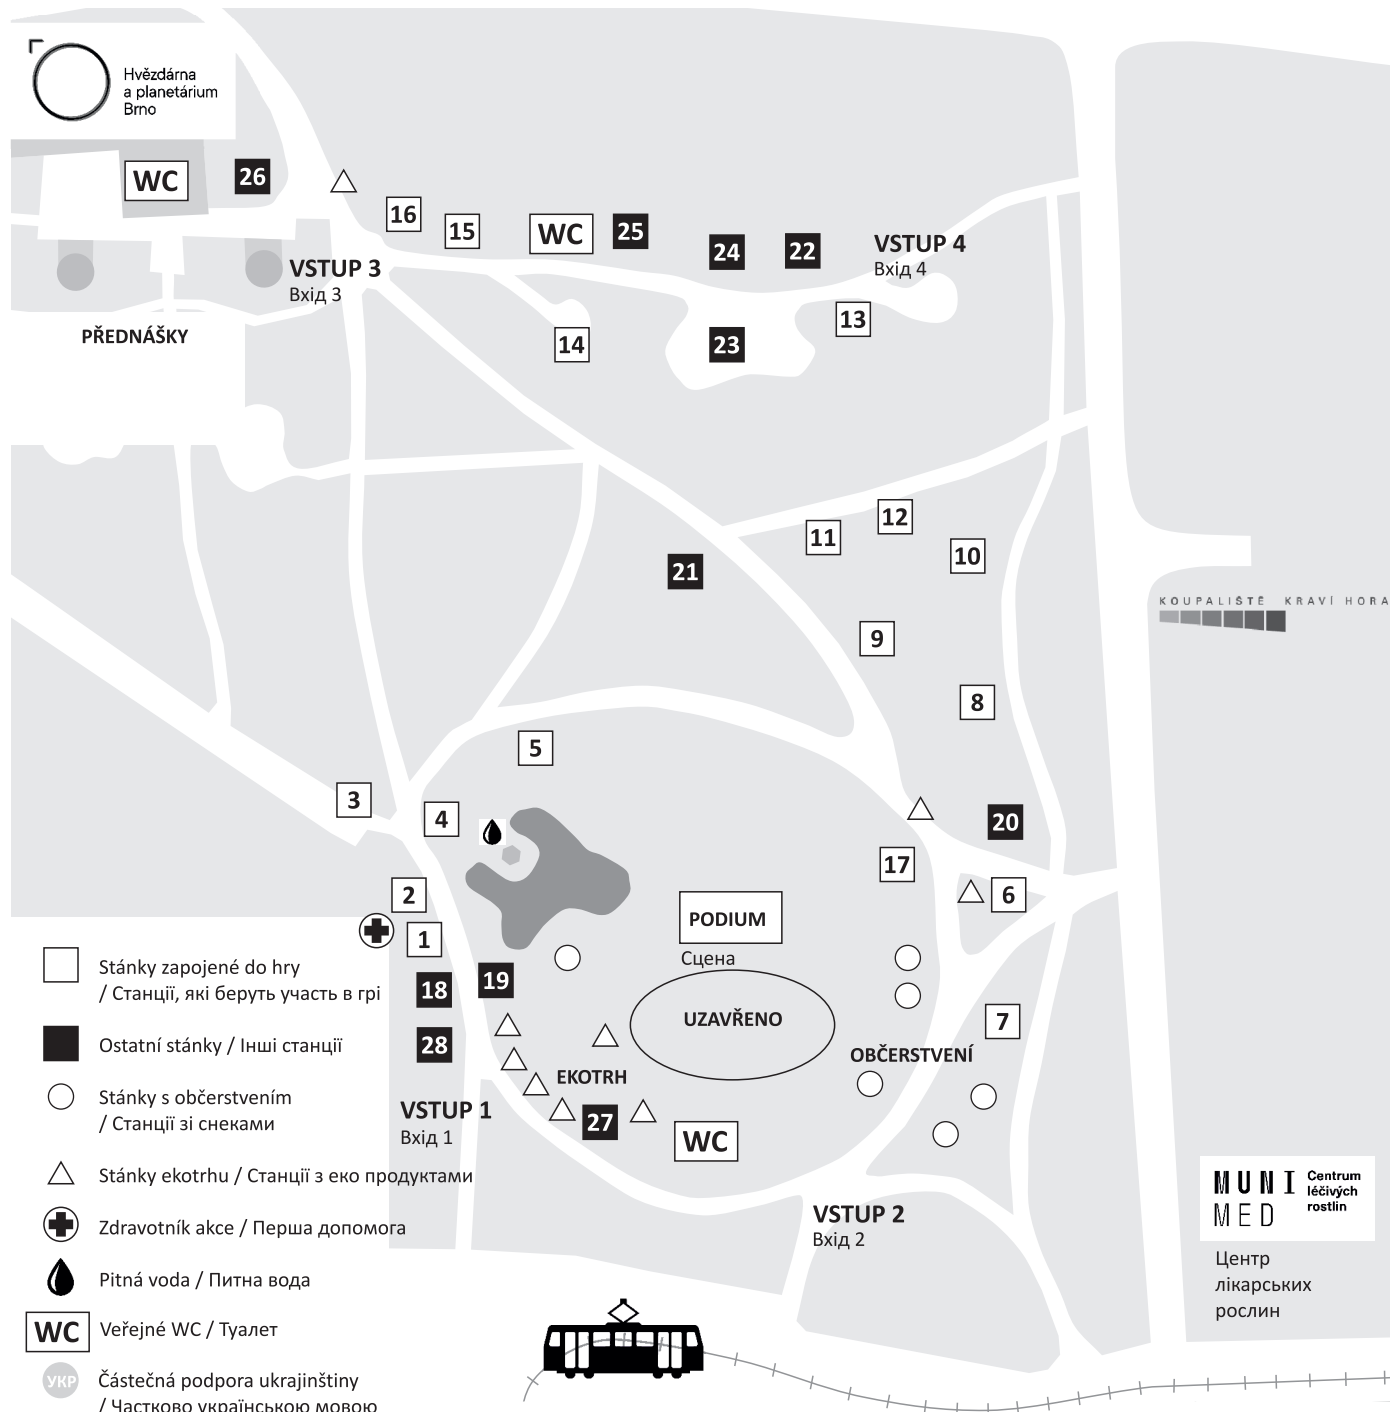 Hvězdárna
a planetárium
Brno
WC
26
16
15
WC
25
24
22
VSTUP 4
Вхід 4
VSTUP 3
Вхід 3
PŘEDNÁŠKY
14
23
13
12
11
10
21
KOUPALIŠTĚ KRAVÍ HORA
9
8
5
3
4
20
17
2
6
1
PODIUM
Сцена
18
19
28
UZAVŘENO
7
OBČERSTVENÍ
EKOTRH
27
WC
VSTUP 1
Вхід 1
VSTUP 2
Вхід 2
Stánky zapojené do hry
/ Станції, які беруть участь в грі
Ostatní stánky / Інші станції
Stánky s občerstvením
/ Станції зі снеками
Stánky ekotrhu / Станції з еко продуктами
Zdravotník akce / Перша допомога
Pitná voda / Питна вода
WC Veřejné WC / Туалет
УКР Částečná podpora ukrajinštiny
/ Частково українською мовою
MUNI
MED
Centrum
léčivých
rostlin
Центр
лікарських
рослин